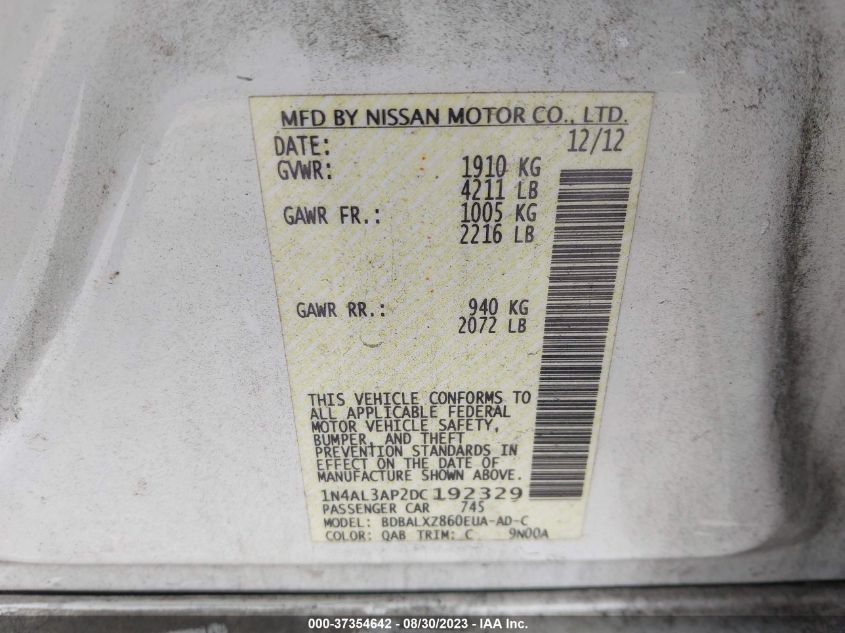 MFD BY NISSAN MOTOR CO., LTD.
DATE: 12/12
GVWR: 1910 KG
4211 LB
GAWR FR.: 1005 KG
2216 LB
GAWR RR.: 940 KG
2072 LB
THIS VEHICLE CONFORMS TO
ALL APPLICABLE FEDERAL
MOTOR VEHICLE SAFETY,
BUMPER, AND THEFT
PREVENTION STANDARDS IN
EFFECT ON THE DATE OF
MANUFACTURE SHOWN ABOVE.
1N4AL3AP2DC192329
PASSENGER CAR 745
MODEL: BDBALXZ860EUA-AD-C
COLOR: QAB TRIM: C 9N00A
000-37354642 - 08/30/2023 - IAA Inc.